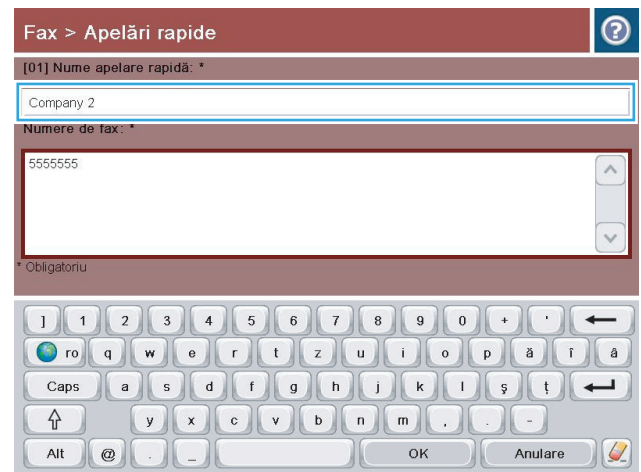 Fax > Apelări rapide
?
[01] Nume apelare rapidă: *
Company 2
Numere de fax: *
5555555
* Obligatoriu
] 1 2 3 4 5 6 7 8 9 0 + '
ro q w e r t z u i o p ă î â
Caps a s d f g h j k l ş ţ
y x c v b n m , . -
Alt @ . _ OK Anulare